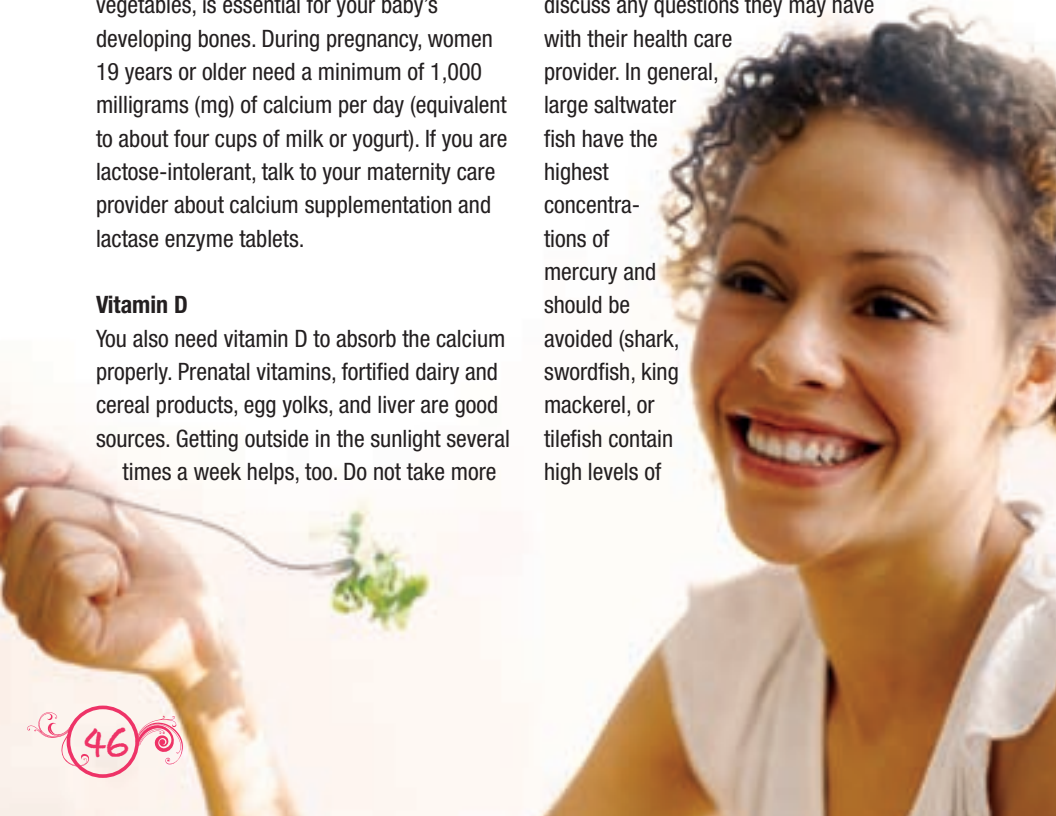 vegetables, is essential for your baby's
developing bones. During pregnancy, women
19 years or older need a minimum of 1,000
milligrams (mg) of calcium per day (equivalent
to about four cups of milk or yogurt). If you are
lactose-intolerant, talk to your maternity care
provider about calcium supplementation and
lactase enzyme tablets.
Vitamin D
You also need vitamin D to absorb the calcium
properly. Prenatal vitamins, fortified dairy and
cereal products, egg yolks, and liver are good
sources. Getting outside in the sunlight several
times a week helps, too. Do not take more
discuss any questions they may have
with their health care
provider. In general,
large saltwater
fish have the
highest
concentra-
tions of
mercury and
should be
avoided (shark,
swordfish, king
mackerel, or
tilefish contain
high levels of
46